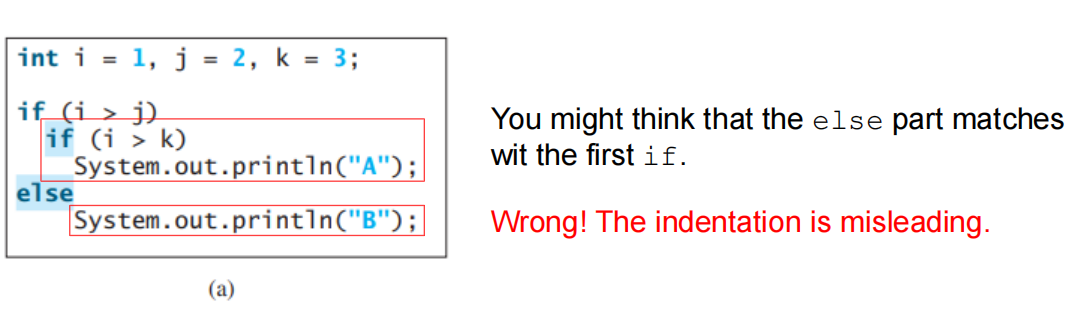 int i = 1, j = 2, k = 3;
if (i > j)
if (i > k)
System.out.println("A");
else
System.out.println("B");
(a)
You might think that the else part matches
wit the first if.
Wrong! The indentation is misleading.